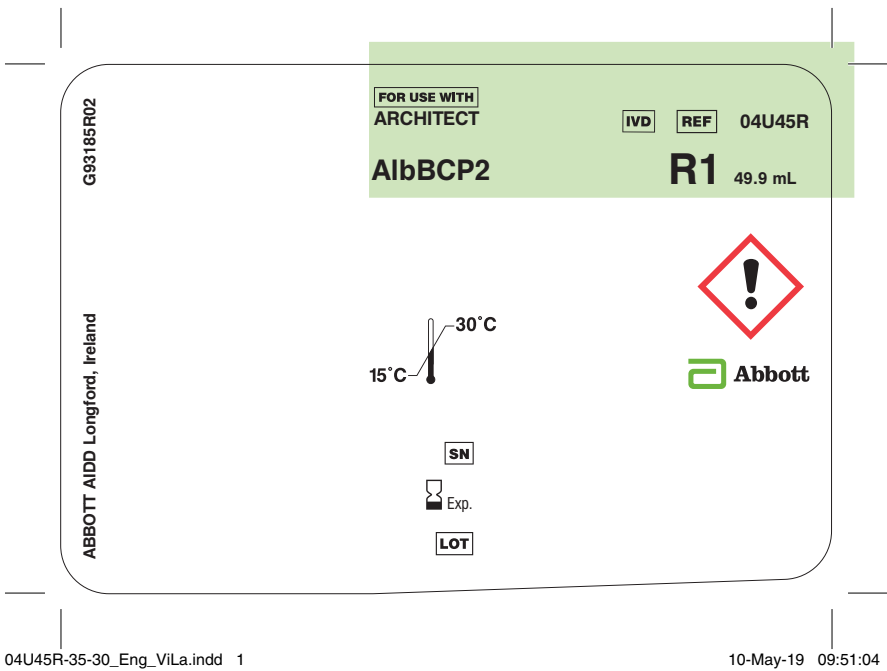 G93185R02
ABBOTT AIDD Longford, Ireland
FOR USE WITH
ARCHITECT
IVD REF 04U45R
AlbBCP2
R1 49.9 mL
30°C
15°C
Abbott
SN
Exp.
LOT
04U45R-35-30_Eng_ViLa.indd 1
10-May-19 09:51:04